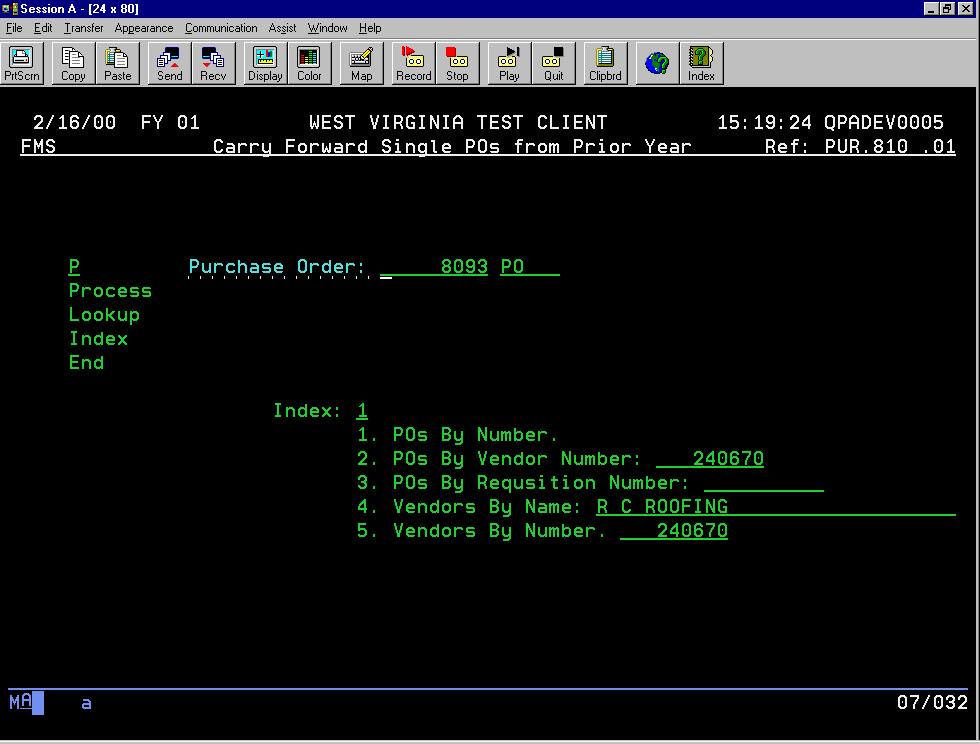 Session A - [24 x 80]
File Edit Transfer Appearance Communication Assist Window Help
PrtScrn Copy Paste Send Recv Display Color Map Record Stop Play Quit Clipbrd Index
2/16/00 FY 01 WEST VIRGINIA TEST CLIENT 15:19:24 QPADEV0005
FMS Carry Forward Single POs from Prior Year Ref: PUR.810 .01
P Purchase Order: 8093 PO
Process
Lookup
Index
End
Index: 1
1. POs By Number.
2. POs By Vendor Number: 240670
3. POs By Requsition Number:
4. Vendors By Name: R C ROOFING
5. Vendors By Number. 240670
MA a 07/032